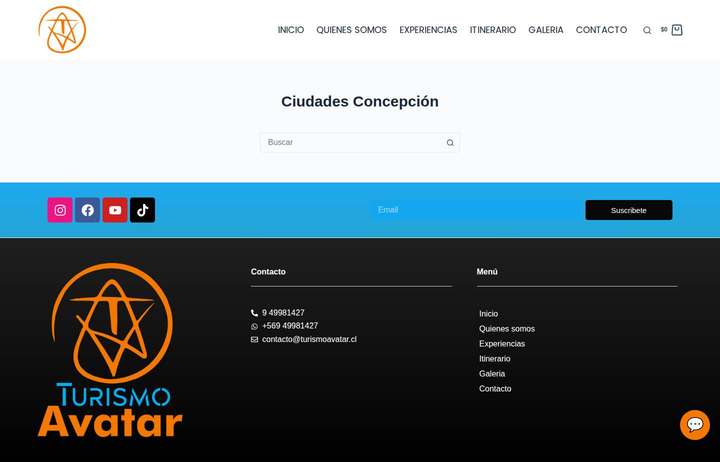 INICIO QUIENES SOMOS EXPERIENCIAS ITINERARIO GALERIA CONTACTO $0
Ciudades Concepción
Buscar
Email Suscribete
Contacto
9 49981427
+569 49981427
contacto@turismoavatar.cl
Menú
Inicio
Quienes somos
Experiencias
Itinerario
Galeria
Contacto
TURISMO
Avatar